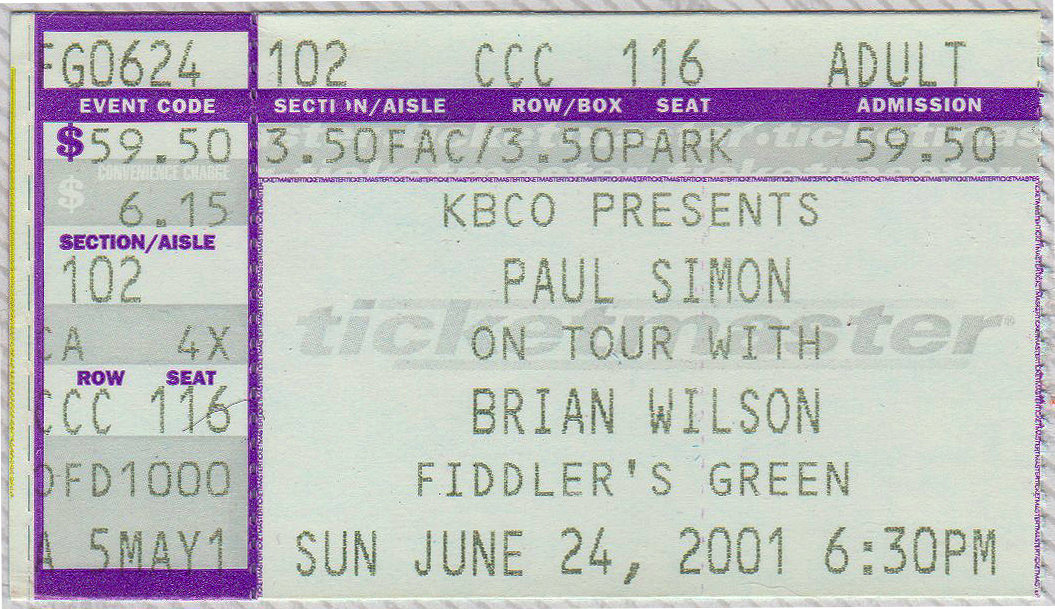 FG0624 102 CCC 116 ADULT
EVENT CODE SECTION/AISLE ROW/BOX SEAT ADMISSION
$59.50 3.50FAC/3.50PARK 59.50
CONVENIENCE CHARGE
$ 6.15
SECTION/AISLE
102
CA 4X
ROW SEAT
CCC 116
DFD1000
A 5MAY1
KBCO PRESENTS
PAUL SIMON
ticketmaster®
ON TOUR WITH
BRIAN WILSON
FIDDLER'S GREEN
SUN JUNE 24, 2001 6:30PM